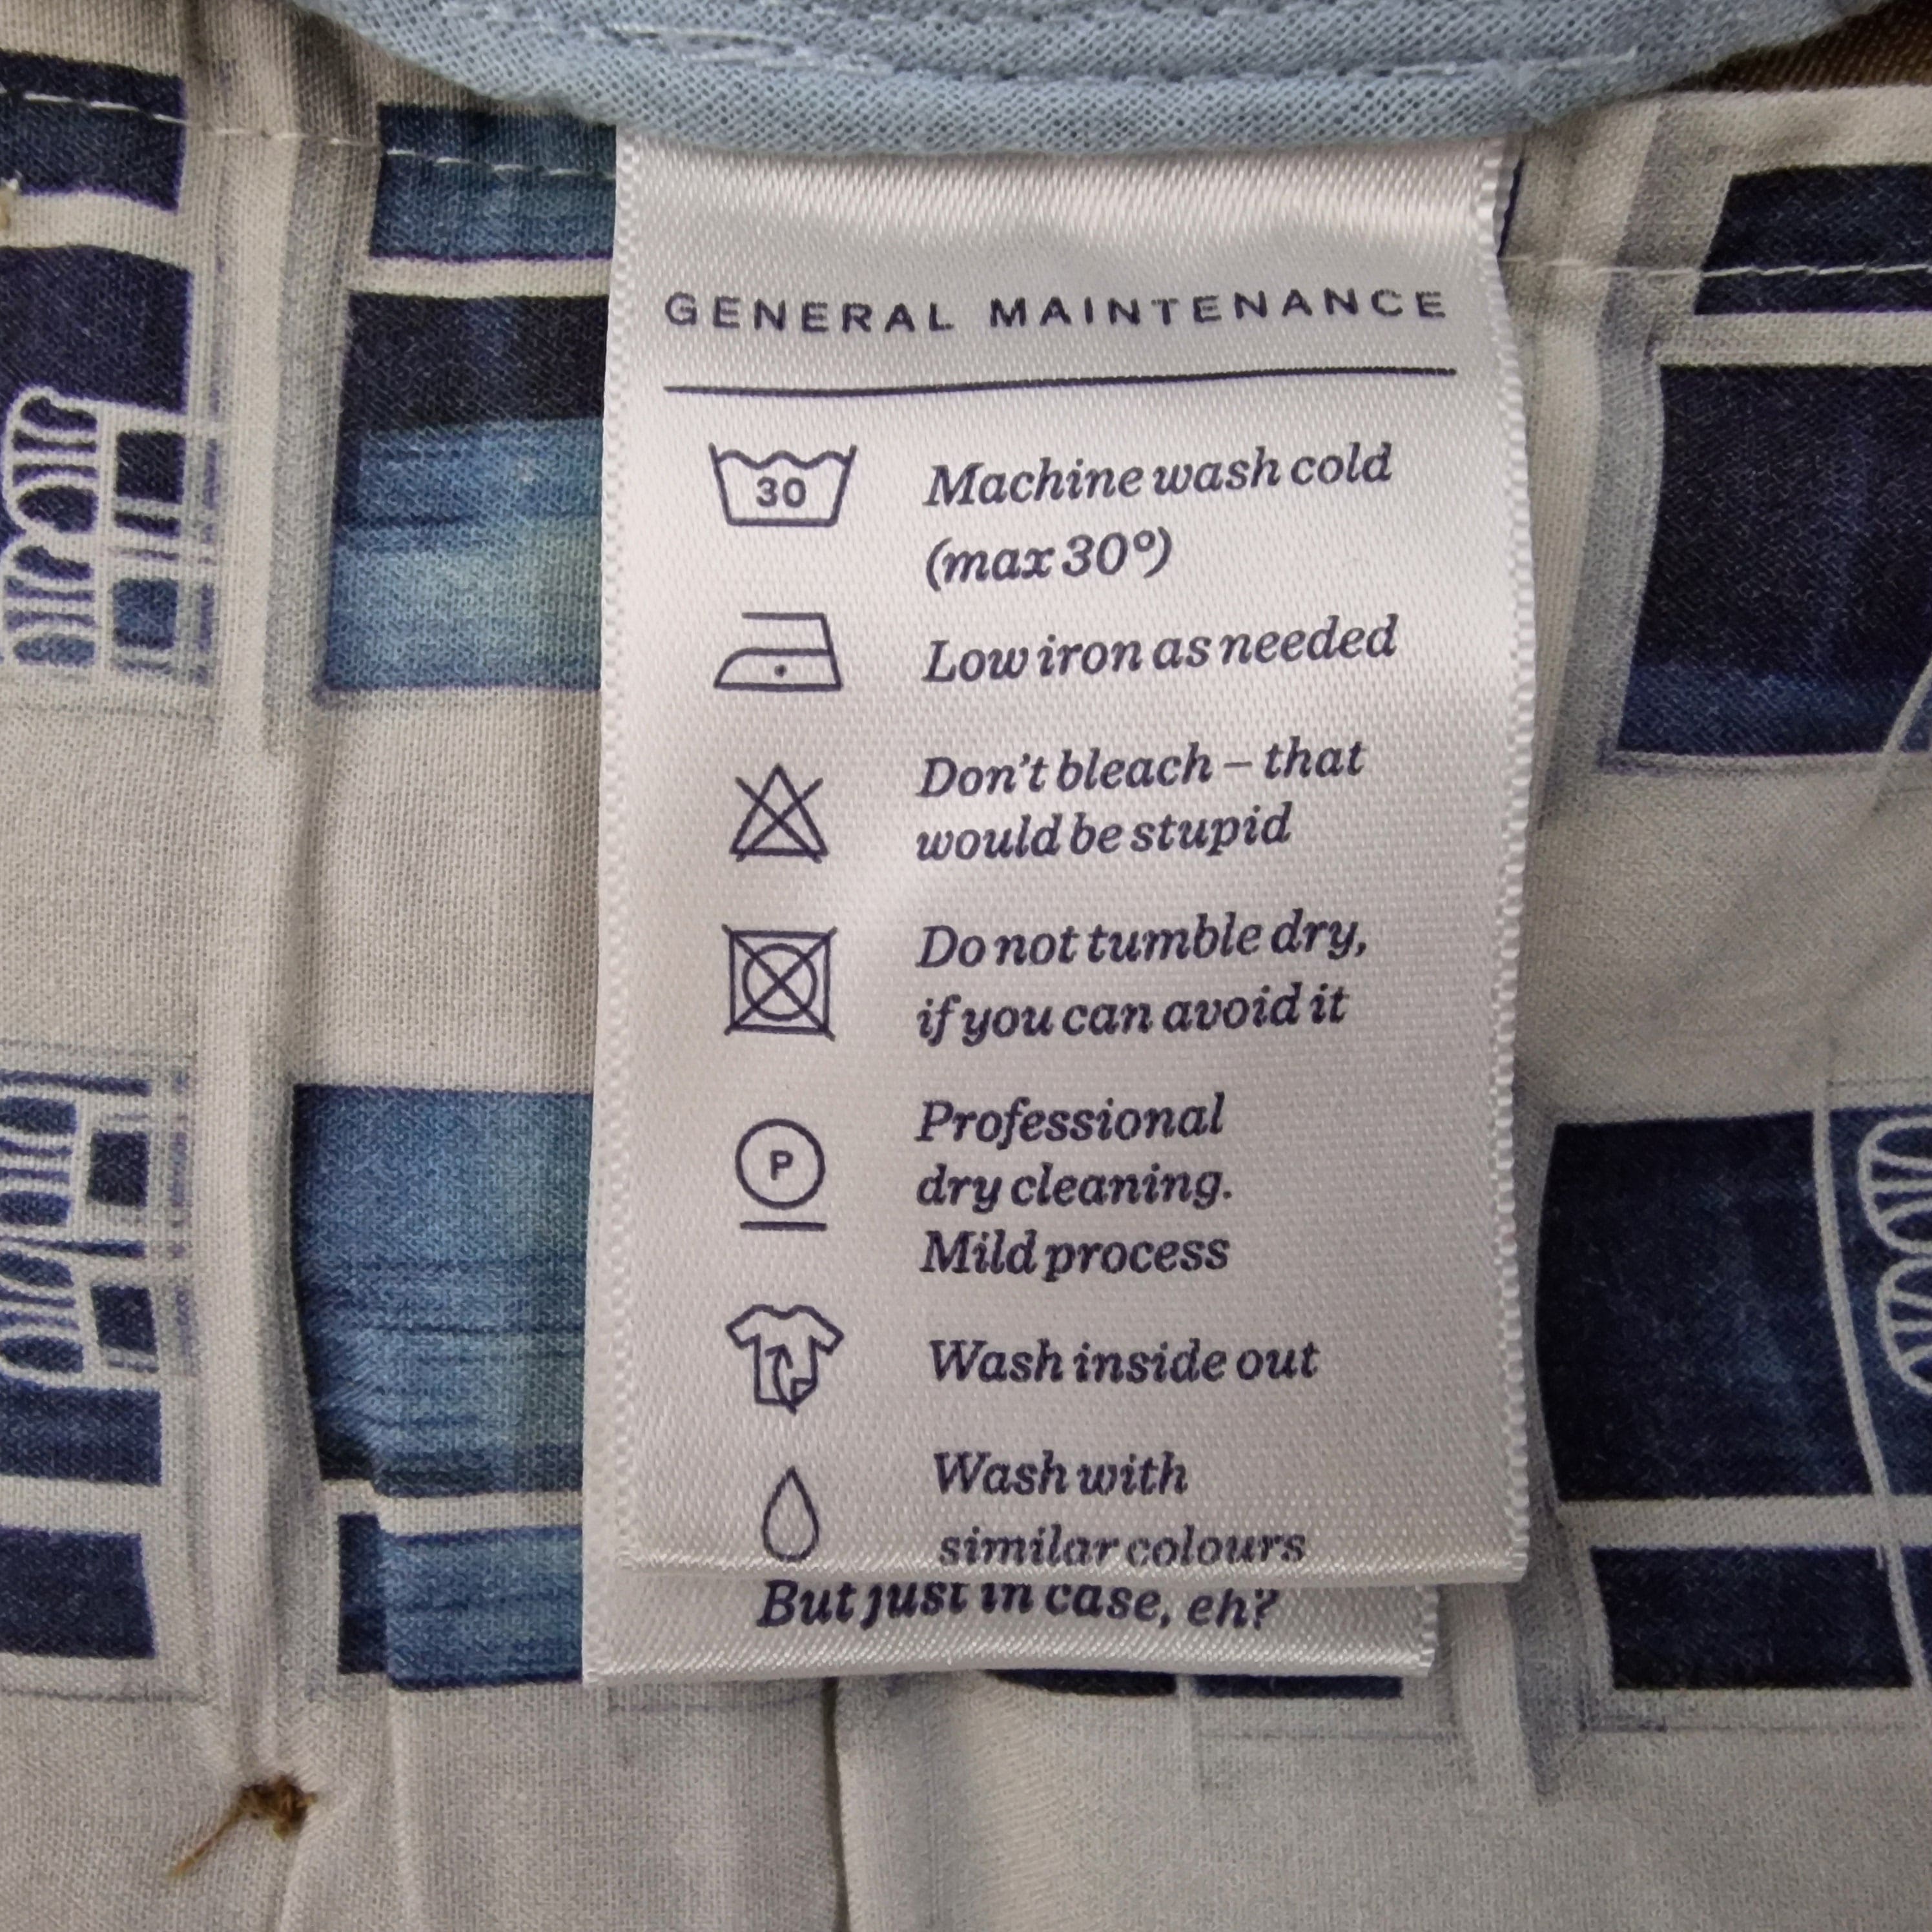 GENERAL MAINTENANCE
30
Machine wash cold
(max 30°)
Low iron as needed
Don't bleach – that
would be stupid
Do not tumble dry,
if you can avoid it
P
Professional
dry cleaning.
Mild process
Wash inside out
Wash with
similar colours
But just in case, eh?